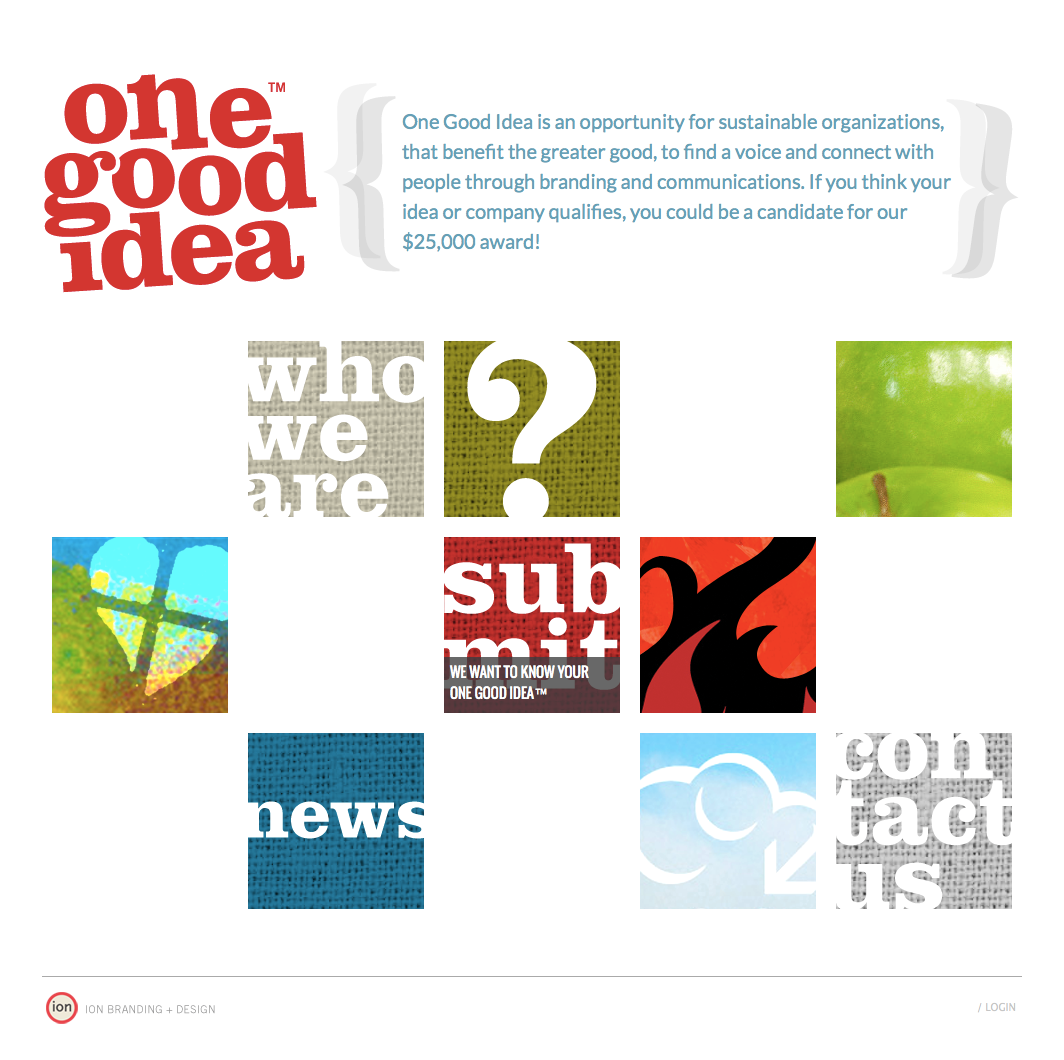 one™
good
idea
One Good Idea is an opportunity for sustainable organizations,
that benefit the greater good, to find a voice and connect with
people through branding and communications. If you think your
idea or company qualifies, you could be a candidate for our
$25,000 award!
who
we
are
?
sub
mit
WE WANT TO KNOW YOUR
ONE GOOD IDEA™
news
con
tact
us
ion
ION BRANDING + DESIGN
/ LOGIN